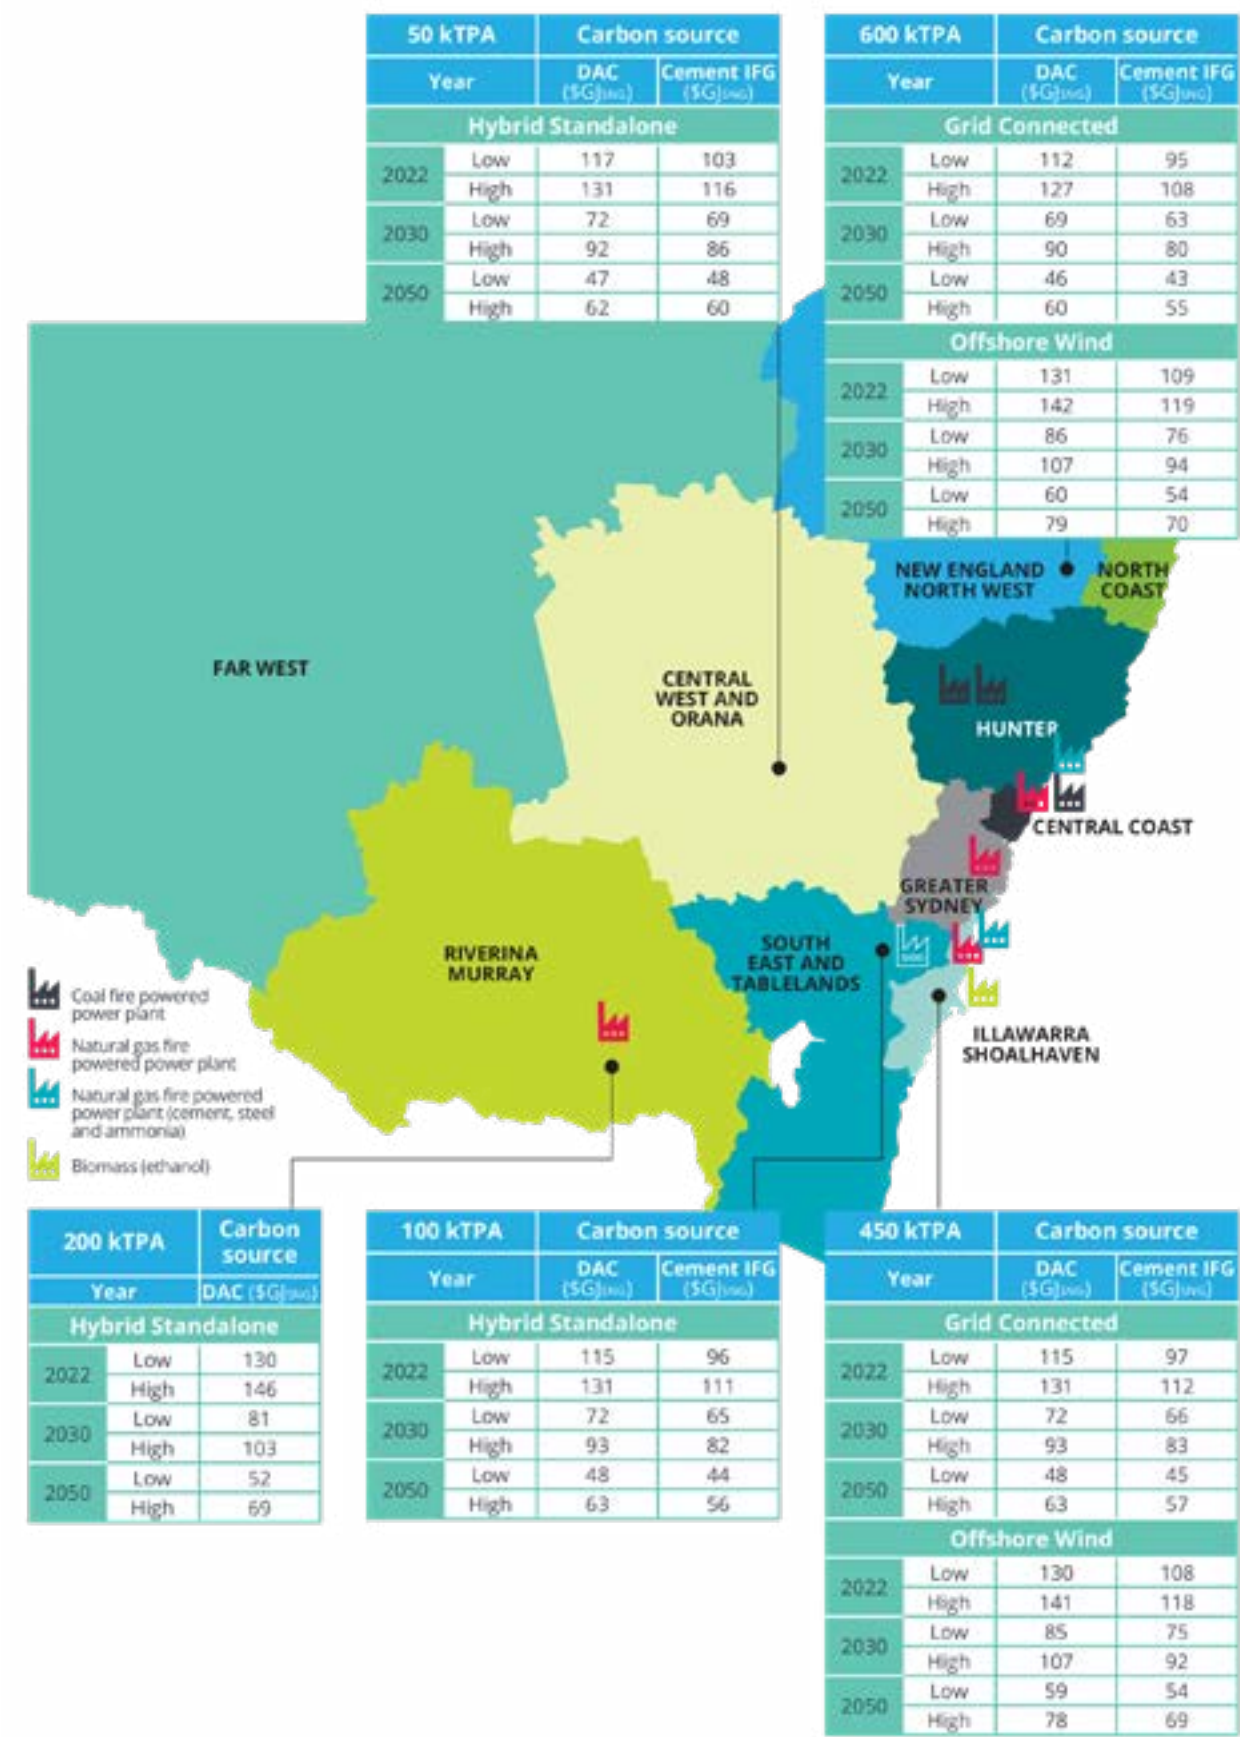 50 kTPA Carbon source
Year DAC ($GJSNG) Cement IFG ($GJSNG)
Hybrid Standalone
2022 Low 117 103
High 131 116
2030 Low 72 69
High 92 86
2050 Low 47 48
High 62 60
600 kTPA Carbon source
Year DAC ($GJSNG) Cement IFG ($GJSNG)
Grid Connected
2022 Low 112 95
High 127 108
2030 Low 69 63
High 90 80
2050 Low 46 43
High 60 55
Offshore Wind
2022 Low 131 109
High 142 119
2030 Low 86 76
High 107 94
2050 Low 60 54
High 79 70
NEW ENGLAND
NORTH WEST
NORTH
COAST
FAR WEST
CENTRAL
WEST AND
ORANA
HUNTER
CENTRAL COAST
GREATER
SYDNEY
RIVERINA
MURRAY
SOUTH
EAST AND
TABLELANDS
ILLAWARRA
SHOALHAVEN
Coal fire powered
power plant
Natural gas fire
powered power plant
Natural gas fire powered
power plant (cement, steel
and ammonia)
Biomass (ethanol)
200 kTPA Carbon
source
Year DAC ($GJSNG)
Hybrid Standalone
2022 Low 130
High 146
2030 Low 81
High 103
2050 Low 52
High 69
100 kTPA Carbon source
Year DAC ($GJSNG) Cement IFG ($GJSNG)
Hybrid Standalone
2022 Low 115 96
High 131 111
2030 Low 72 65
High 93 82
2050 Low 48 44
High 63 56
450 kTPA Carbon source
Year DAC ($GJSNG) Cement IFG ($GJSNG)
Grid Connected
2022 Low 115 97
High 131 112
2030 Low 72 66
High 93 83
2050 Low 48 45
High 63 57
Offshore Wind
2022 Low 130 108
High 141 118
2030 Low 85 75
High 107 92
2050 Low 59 54
High 78 69